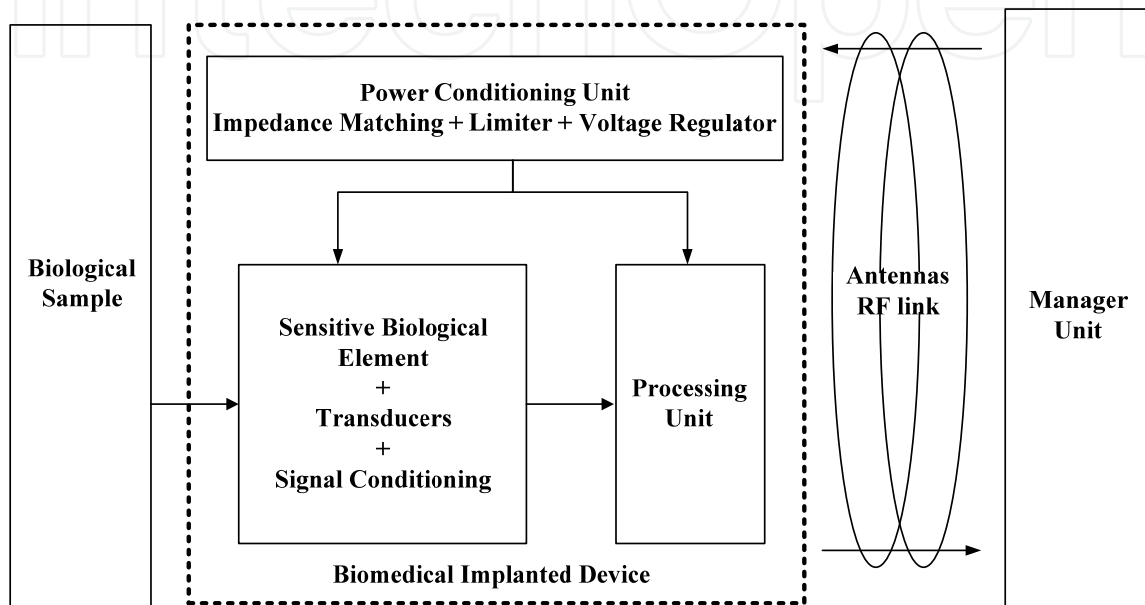 intechopen
Power Conditioning Unit
Impedance Matching + Limiter + Voltage Regulator
Biological
Sample
Sensitive Biological
Element
+
Transducers
+
Signal Conditioning
Processing
Unit
Antennas
RF link
Manager
Unit
Biomedical Implanted Device